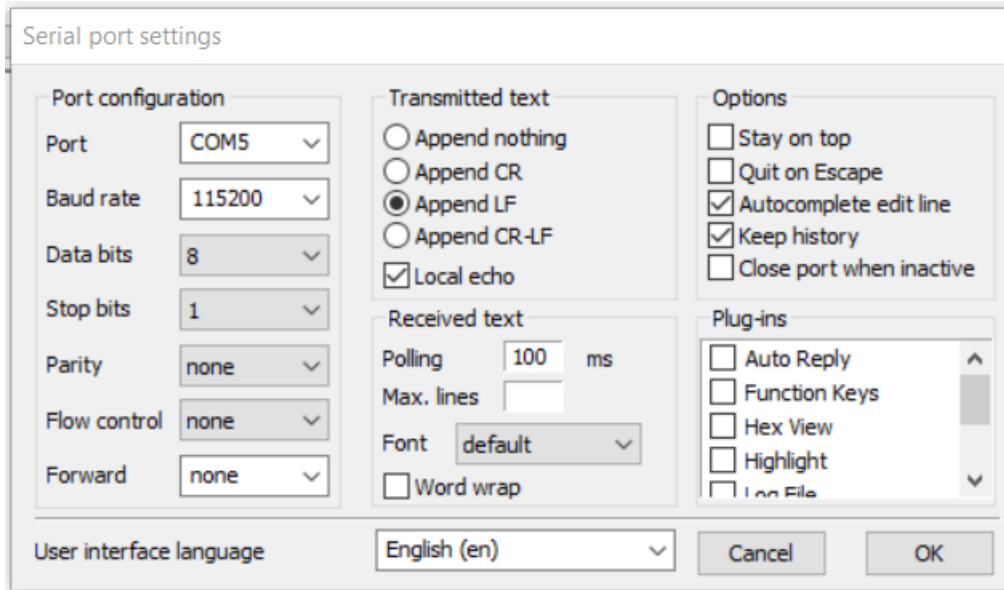 Serial port settings
Port configuration
Port COM5
Baud rate 115200
Data bits 8
Stop bits 1
Parity none
Flow control none
Forward none
Transmitted text
Append nothing
Append CR
Append LF
Append CR-LF
Local echo
Received text
Polling 100 ms
Max. lines
Font default
Word wrap
Options
Stay on top
Quit on Escape
Autocomplete edit line
Keep history
Close port when inactive
Plug-ins
Auto Reply
Function Keys
Hex View
Highlight
Log File
User interface language English (en) Cancel OK